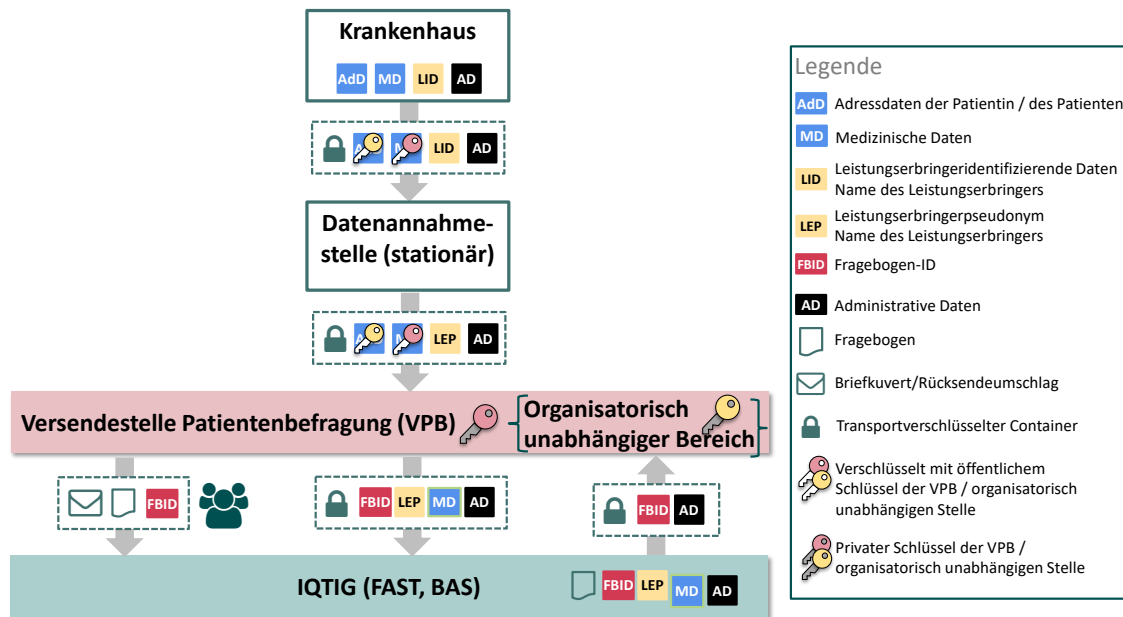 Krankenhaus
AdD MD LID AD
LID AD
Datenannahme-
stelle (stationär)
LEP AD
Versendestelle Patientenbefragung (VPB)
Organisatorisch
unabhängiger Bereich
FBID
FBID LEP MD AD
FBID AD
IQTIG (FAST, BAS)
FBID LEP MD AD
Legende
AdD Adressdaten der Patientin / des Patienten
MD Medizinische Daten
LID Leistungserbringeridentifizierende Daten
Name des Leistungserbringers
LEP Leistungserbringerpseudonym
Name des Leistungserbringers
FBID Fragebogen-ID
AD Administrative Daten
Fragebogen
Briefkuvert/Rücksendeumschlag
Transportverschlüsselter Container
Verschlüsselt mit öffentlichem
Schlüssel der VPB / organisatorisch
unabhängigen Stelle
Privater Schlüssel der VPB /
organisatorisch unabhängigen Stelle